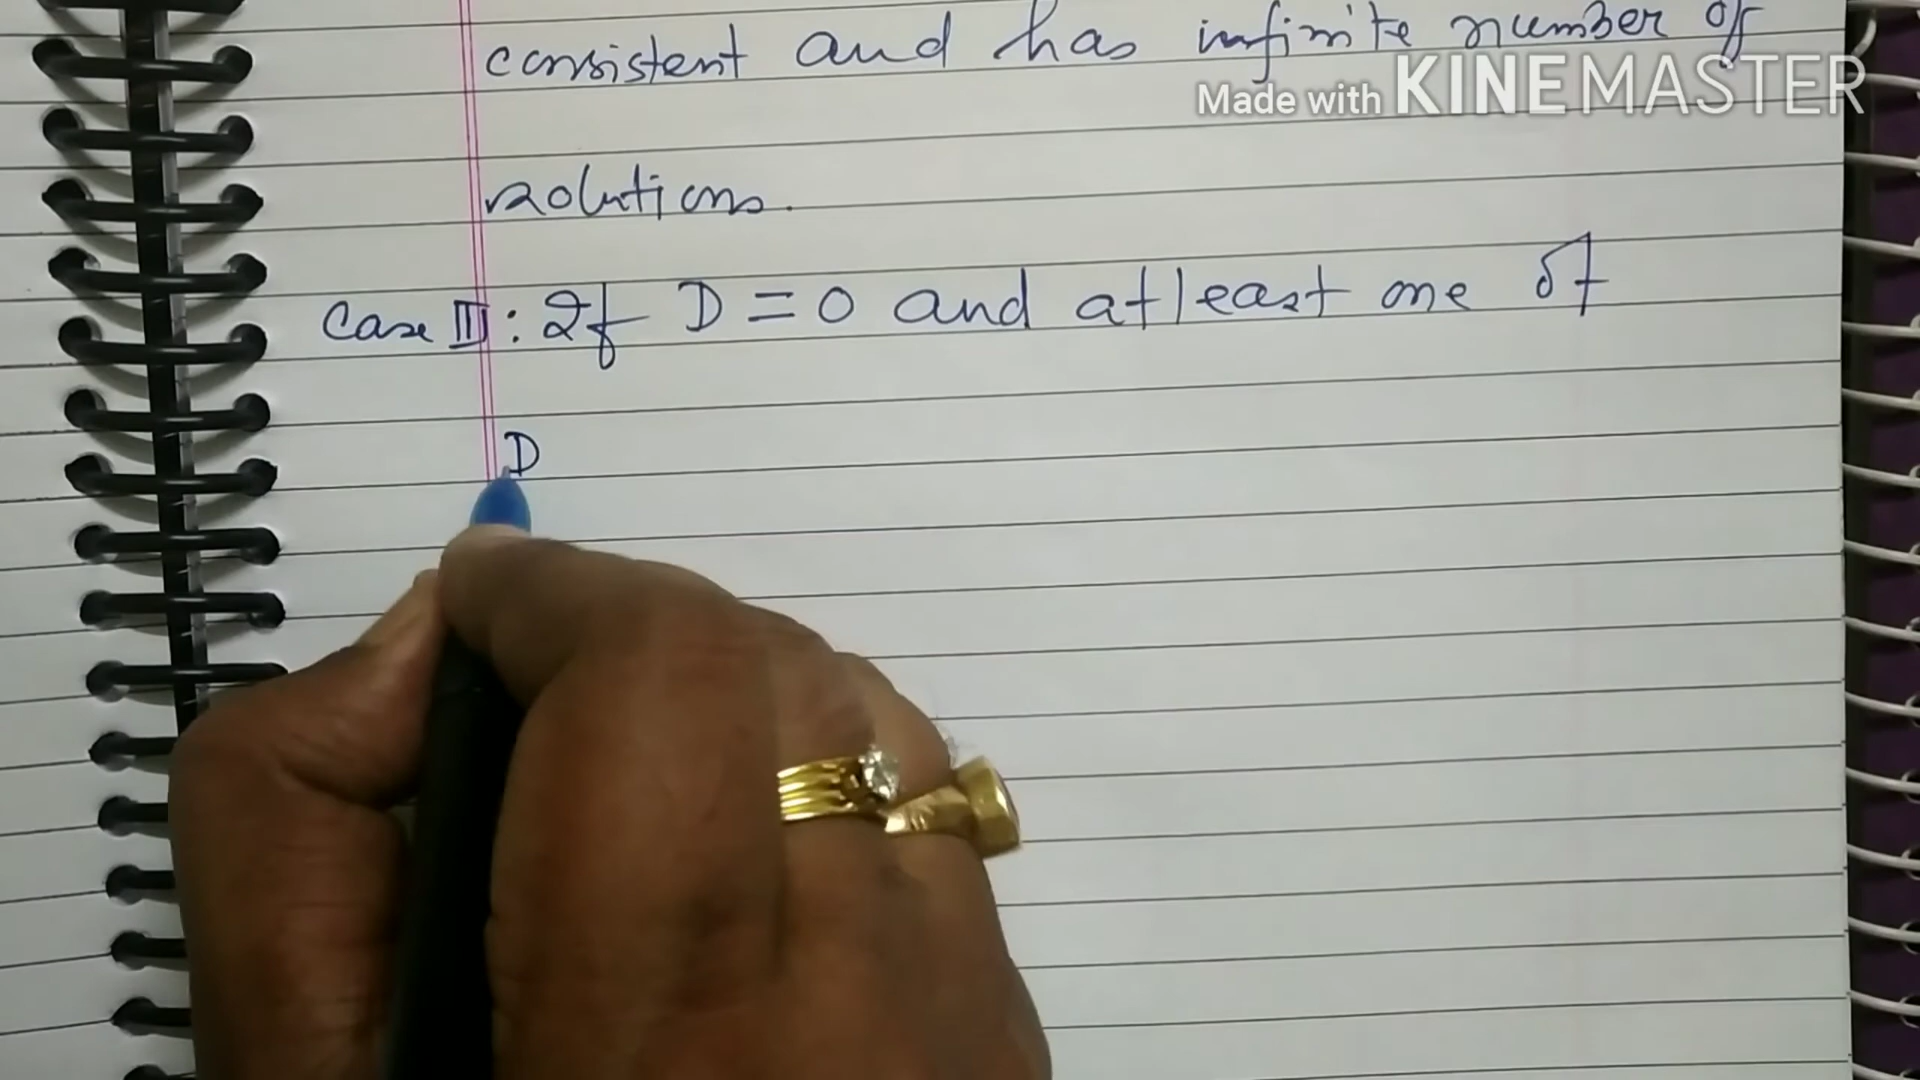 consistent and has infinite number of
Made with KINEMASTER
solutions.
Case III: If D = 0 and atleast one of
D